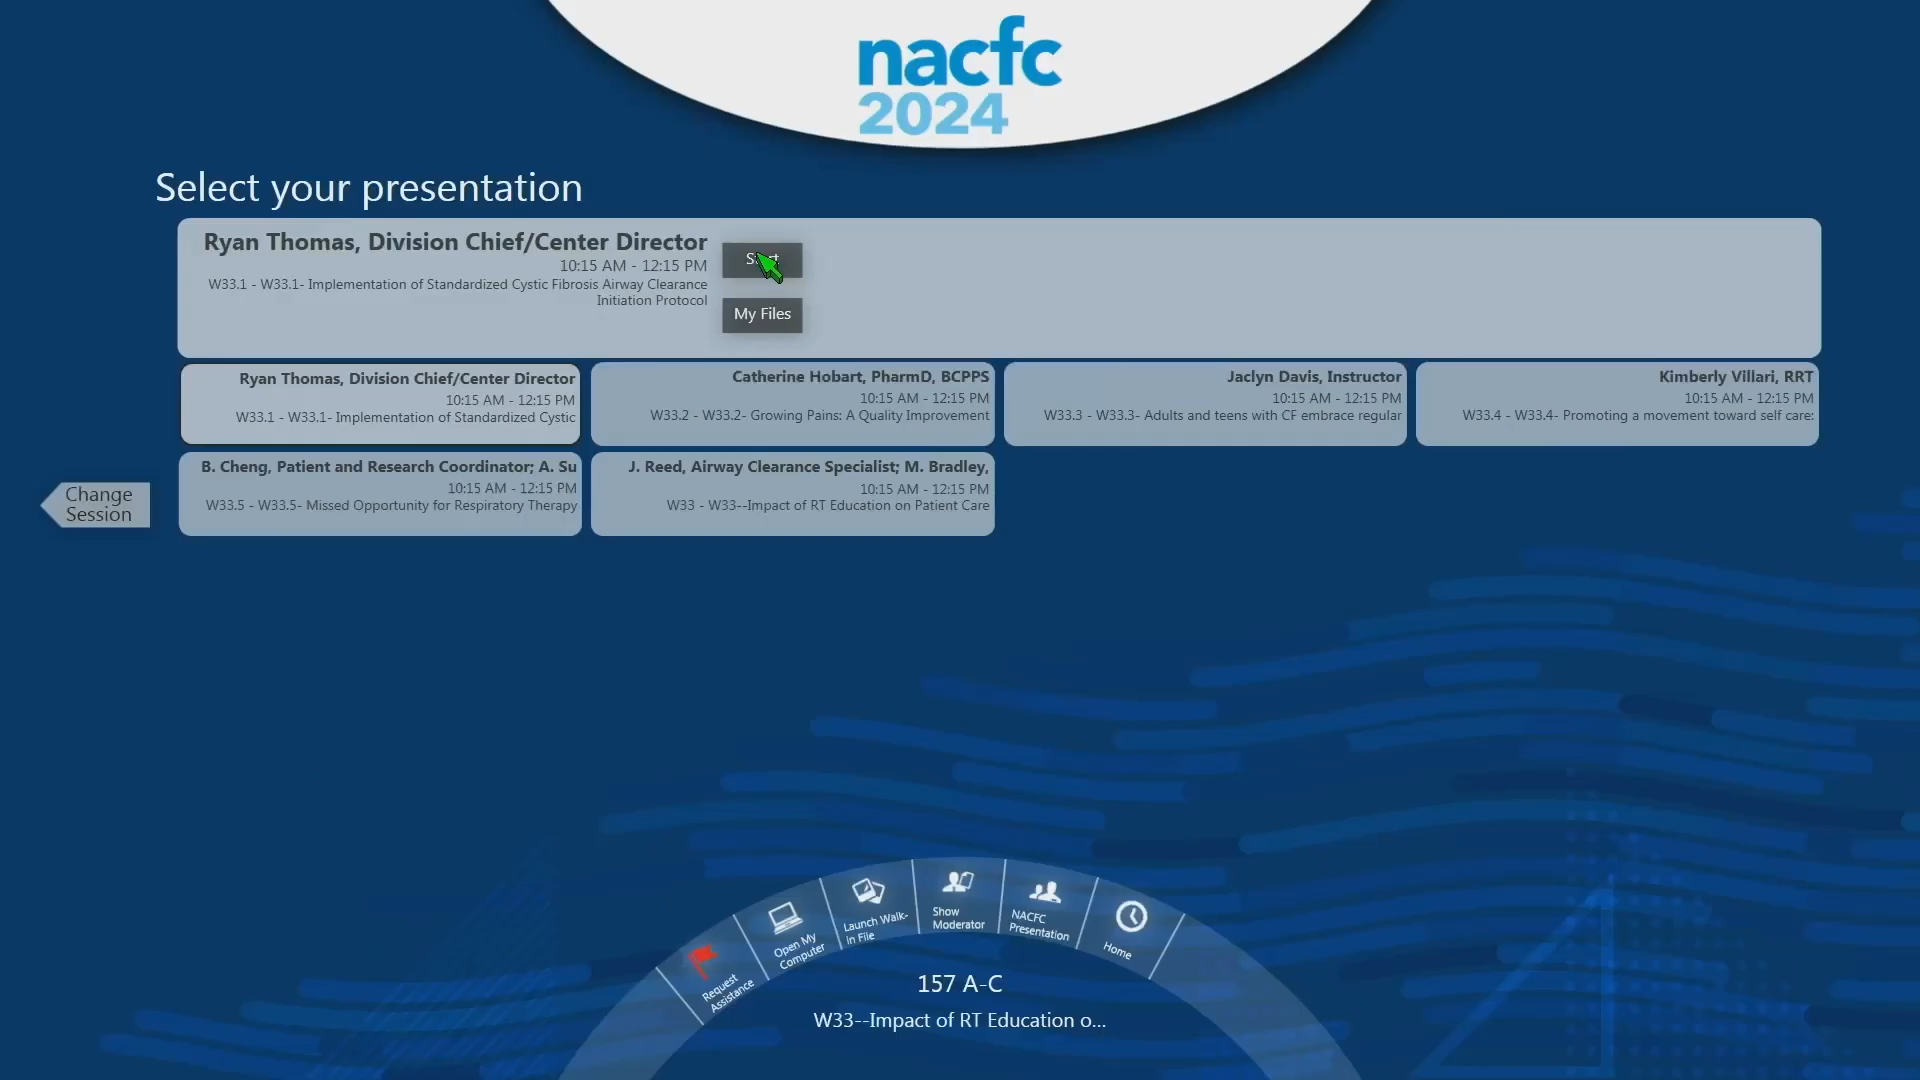 nacfc
2024
Select your presentation
Ryan Thomas, Division Chief/Center Director
10:15 AM - 12:15 PM
W33.1 - W33.1- Implementation of Standardized Cystic Fibrosis Airway Clearance
Initiation Protocol
Start
My Files
Ryan Thomas, Division Chief/Center Director
10:15 AM - 12:15 PM
W33.1 - W33.1- Implementation of Standardized Cystic
Catherine Hobart, PharmD, BCPPS
10:15 AM - 12:15 PM
W33.2 - W33.2- Growing Pains: A Quality Improvement
Jaclyn Davis, Instructor
10:15 AM - 12:15 PM
W33.3 - W33.3- Adults and teens with CF embrace regular
Kimberly Villari, RRT
10:15 AM - 12:15 PM
W33.4 - W33.4- Promoting a movement toward self care:
B. Cheng, Patient and Research Coordinator; A. Su
10:15 AM - 12:15 PM
W33.5 - W33.5- Missed Opportunity for Respiratory Therapy
J. Reed, Airway Clearance Specialist; M. Bradley,
10:15 AM - 12:15 PM
W33 - W33--Impact of RT Education on Patient Care
Change
Session
Request
Assistance
Open My
Computer
Launch Walk-
in File
Show
Moderator
NACFC
Presentation
Home
157 A-C
W33--Impact of RT Education o...